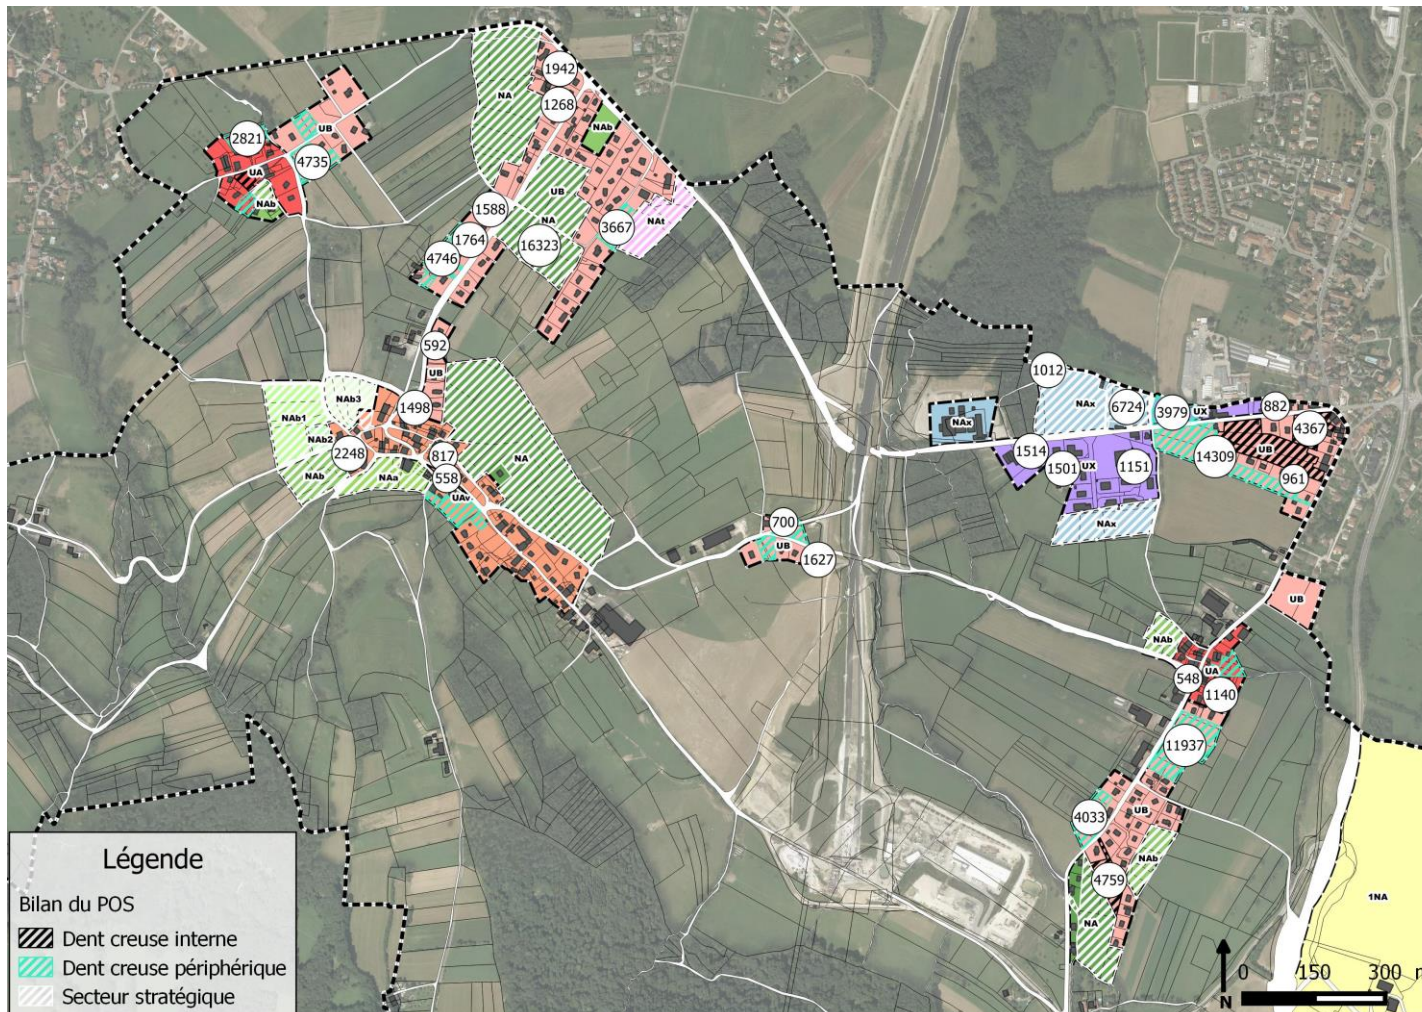 1942
NA
1268
NAb
2821
UB
4735
UA
NAb
UB
1588
NA
NAt
3667
1764
16323
4746
592
UB
1012
NAb3
NAx
NAb1
1498
6724
3979
UX
882
NAx
4367
NAb2
2248
817
NA
1514
UB
14309
1501
UX
1151
NAb
NAa
558
961
UAv
700
NAx
UB
1627
UB
NAb
UA
548
1140
11937
4033
UB
NAb
4759
1NA
NA
Légende
Bilan du POS
Dent creuse interne
Dent creuse périphérique
Secteur stratégique
N
0 150 300